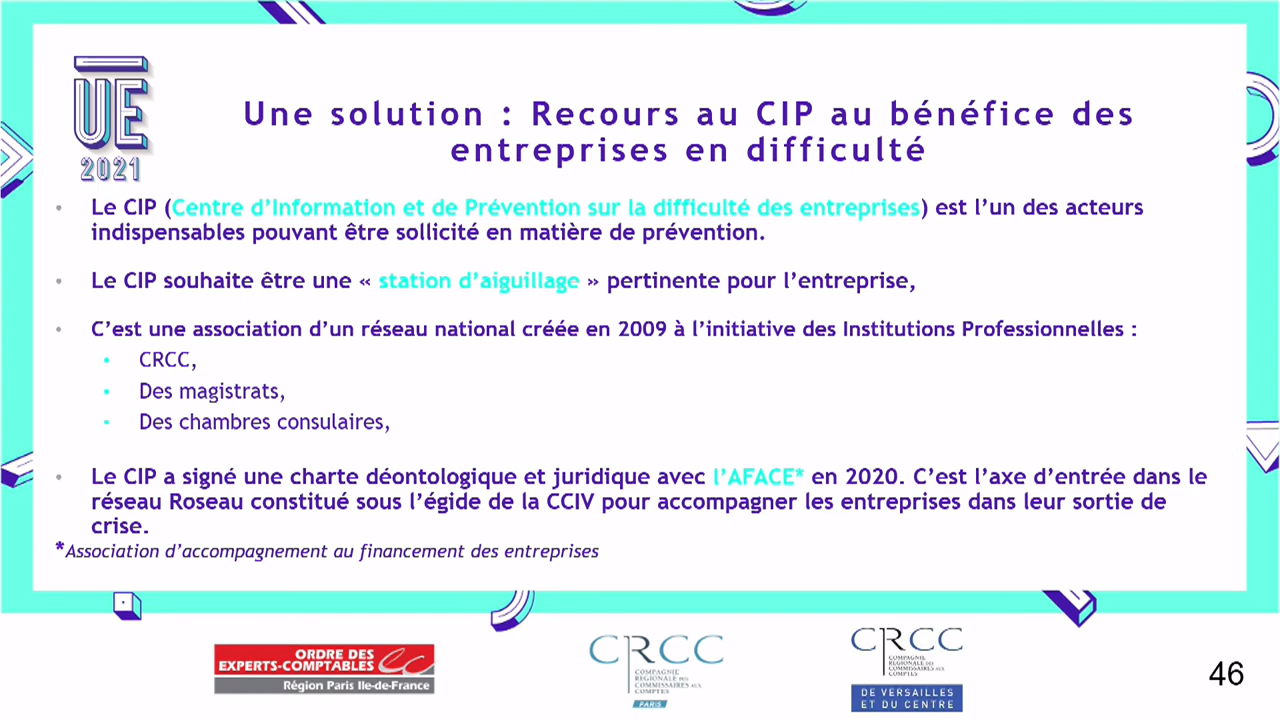 UE
2021
Une solution : Recours au CIP au bénéfice des
entreprises en difficulté
• Le CIP (Centre d'Information et de Prévention sur la difficulté des entreprises) est l'un des acteurs
indispensables pouvant être sollicité en matière de prévention.
• Le CIP souhaite être une « station d'aiguillage » pertinente pour l'entreprise,
• C'est une association d'un réseau national créée en 2009 à l'initiative des Institutions Professionnelles :
• CRCC,
• Des magistrats,
• Des chambres consulaires,
• Le CIP a signé une charte déontologique et juridique avec l'AFACE* en 2020. C'est l'axe d'entrée dans le
réseau Roseau constitué sous l'égide de la CCIV pour accompagner les entreprises dans leur sortie de
crise.
*Association d'accompagnement au financement des entreprises
ORDRE DES
EXPERTS-COMPTABLES
Région Paris Ile-de-France
CRCC
COMPAGNIE
RÉGIONALE DES
COMMISSAIRES AUX
COMPTES
PARIS
CRCC
COMPAGNIE
RÉGIONALE DES
COMMISSAIRES AUX
COMPTES
DE VERSAILLES
ET DU CENTRE
46